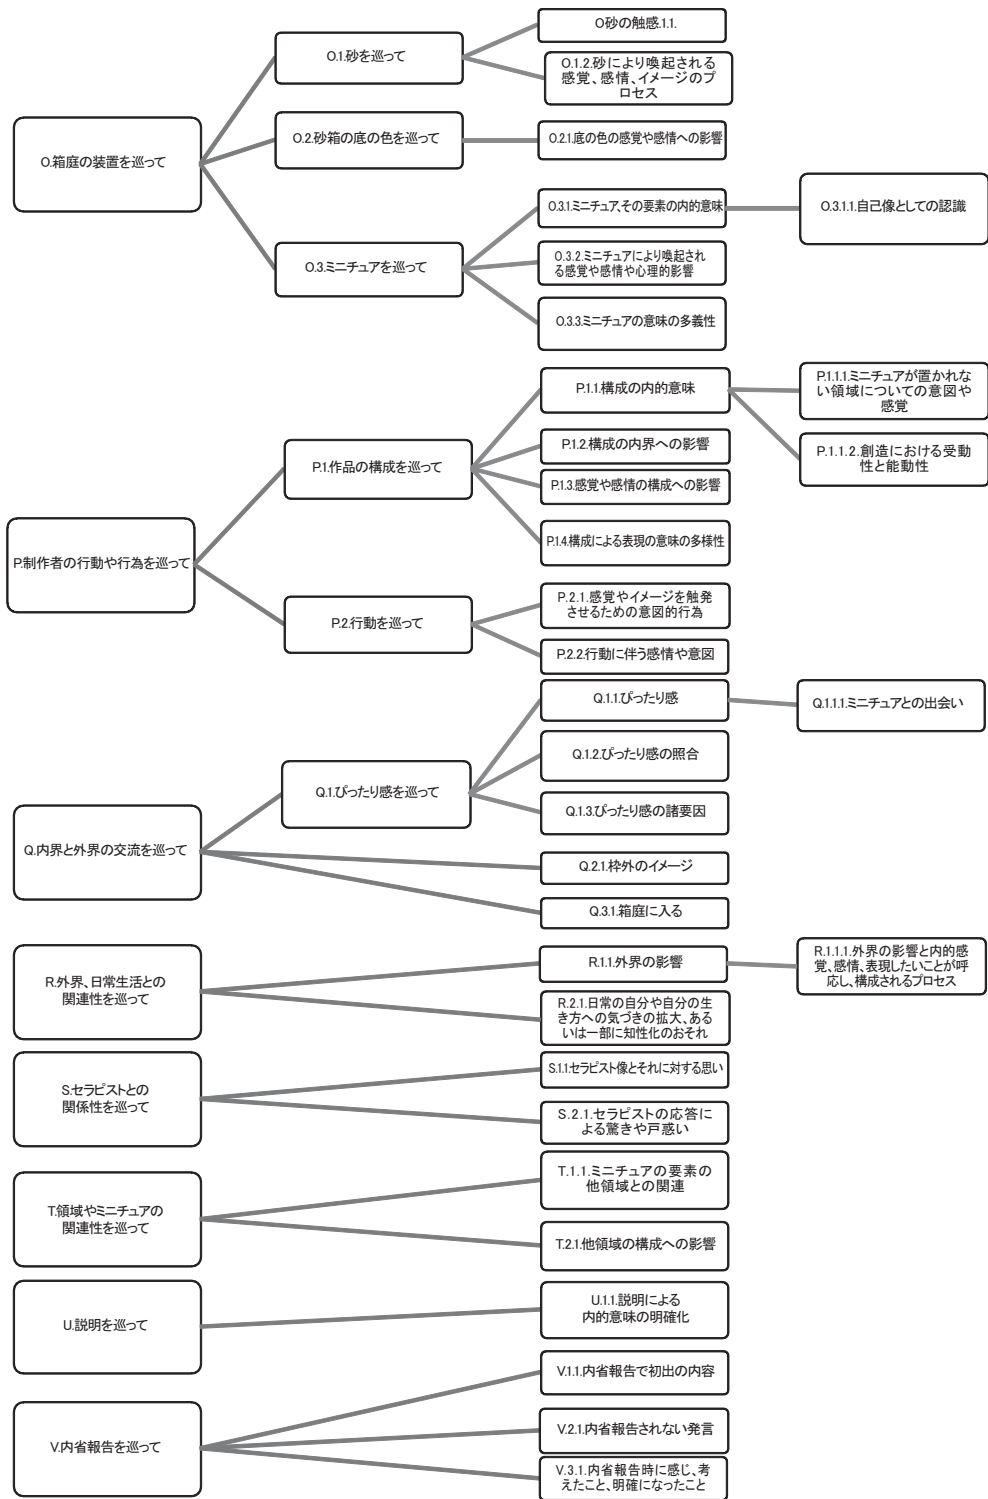 O.箱庭の装置を巡って
O.1.砂を巡って
O砂の触感.1.1.
O.1.2.砂により喚起される
感覚、感情、イメージのプ
ロセス
O.2.砂箱の底の色を巡って
O.2.1.底の色の感覚や感情への影響
O.3.ミニチュアを巡って
O.3.1.ミニチュア、その要素の内的意味
O.3.1.1.自己像としての認識
O.3.2.ミニチュアにより喚起され
る感覚や感情や心理的影響
O.3.3.ミニチュアの意味の多義性
P.制作者の行動や行為を巡って
P.1.作品の構成を巡って
P.1.1.構成の内的意味
P.1.1.1.ミニチュアが置かれな
い領域についての意図や
感覚
P.1.1.2.創造における受動
性と能動性
P.1.2.構成の内界への影響
P.1.3.感覚や感情の構成への影響
P.1.4.構成による表現の意味の多様性
P.2.行動を巡って
P.2.1.感覚やイメージを触発
させるための意図的行為
P.2.2.行動に伴う感情や意図
Q.内界と外界の交流を巡って
Q.1.ぴったり感を巡って
Q.1.1.ぴったり感
Q.1.1.1.ミニチュアとの出会い
Q.1.2.ぴったり感の照合
Q.1.3.ぴったり感の諸要因
Q.2.1.枠外のイメージ
Q.3.1.箱庭に入る
R.外界、日常生活との
関連性を巡って
R.1.1.外界の影響
R.1.1.1.外界の影響と内的感
覚、感情、表現したいことが呼
応し、構成されるプロセス
R.2.1.日常の自分や自分の生
き方への気づきの拡大、ある
いは一部に知性化のおそれ
S.セラピストとの
関係性を巡って
S.1.1.セラピスト像とそれに対する思い
S.2.1.セラピストの応答に
よる驚きや戸惑い
T.領域やミニチュアの
関連性を巡って
T.1.1.ミニチュアの要素の
他領域との関連
T.2.1.他領域の構成への影響
U.説明を巡って
U.1.1.説明による
内的意味の明確化
V.内省報告を巡って
V.1.1.内省報告で初出の内容
V.2.1.内省報告されない発言
V.3.1.内省報告時に感じ、考
えたこと、明確になったこと